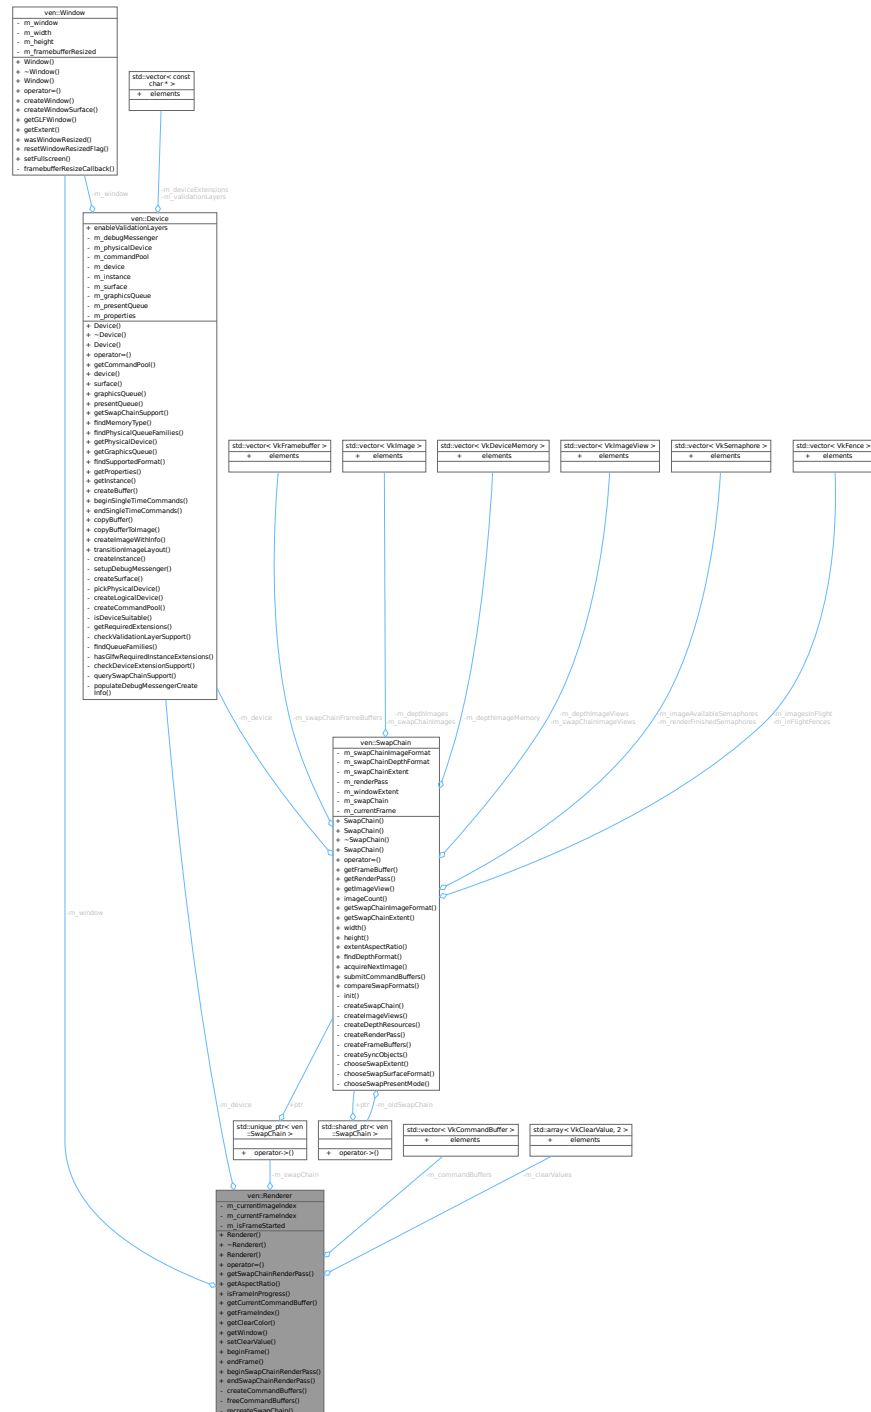 ven::Window
- m_window
- m_width
- m_height
- m_framebufferResized
+ Window()
+ ~Window()
+ Window()
+ operator=()
+ createWindow()
+ createWindowSurface()
+ getGLFWindow()
+ getExtent()
+ wasWindowResized()
+ resetWindowResizedFlag()
+ setFullscreen()
- framebufferResizeCallback()
std::vector< const
char * >
+ elements
-m_window
-m_deviceExtensions
-m_validationLayers
ven::Device
+ enableValidationLayers
- m_debugMessenger
- m_physicalDevice
- m_commandPool
- m_device
- m_instance
- m_surface
- m_graphicsQueue
- m_presentQueue
- m_properties
+ Device()
+ ~Device()
+ Device()
+ operator=()
+ getCommandPool()
+ device()
+ surface()
+ graphicsQueue()
+ presentQueue()
+ getSwapChainSupport()
+ findMemoryType()
+ findPhysicalQueueFamilies()
+ getPhysicalDevice()
+ getGraphicsQueue()
+ findSupportedFormat()
+ getProperties()
+ getInstance()
+ createBuffer()
+ beginSingleTimeCommands()
+ endSingleTimeCommands()
+ copyBuffer()
+ copyBufferToImage()
+ createImageWithInfo()
+ transitionImageLayout()
- createInstance()
- setupDebugMessenger()
- createSurface()
- pickPhysicalDevice()
- createLogicalDevice()
- createCommandPool()
- isDeviceSuitable()
- getRequiredExtensions()
- checkValidationLayerSupport()
- findQueueFamilies()
- hasGlfwRequiredInstanceExtensions()
- checkDeviceExtensionSupport()
- querySwapChainSupport()
- populateDebugMessengerCreate
Info()
std::vector< VkFramebuffer >
+ elements
std::vector< VkImage >
+ elements
std::vector< VkDeviceMemory >
+ elements
std::vector< VkImageView >
+ elements
std::vector< VkSemaphore >
+ elements
std::vector< VkFence >
+ elements
-m_device
-m_swapChainFrameBuffers
-m_depthImages
-m_swapChainImages
-m_depthImageMemory
-m_depthImageViews
-m_swapChainImageViews
-m_imageAvailableSemaphores
-m_renderFinishedSemaphores
-m_imagesInFlight
-m_inFlightFences
ven::SwapChain
- m_swapChainImageFormat
- m_swapChainDepthFormat
- m_swapChainExtent
- m_renderPass
- m_windowExtent
- m_swapChain
- m_currentFrame
+ SwapChain()
+ SwapChain()
+ ~SwapChain()
+ SwapChain()
+ operator=()
+ getFrameBuffer()
+ getRenderPass()
+ getImageView()
+ imageCount()
+ getSwapChainImageFormat()
+ getSwapChainExtent()
+ width()
+ height()
+ extentAspectRatio()
+ findDepthFormat()
+ acquireNextImage()
+ submitCommandBuffers()
+ compareSwapFormats()
- init()
- createSwapChain()
- createImageViews()
- createDepthResources()
- createRenderPass()
- createFrameBuffers()
- createSyncObjects()
- chooseSwapExtent()
- chooseSwapSurfaceFormat()
- chooseSwapPresentMode()
-m_window
-m_device
+ptr
+ptr
-m_oldSwapChain
std::unique_ptr< ven
::SwapChain >
+ operator->()
std::shared_ptr< ven
::SwapChain >
+ operator->()
std::vector< VkCommandBuffer >
+ elements
std::array< VkClearValue, 2 >
+ elements
-m_swapChain
-m_commandBuffers
-m_clearValues
ven::Renderer
- m_currentImageIndex
- m_currentFrameIndex
- m_isFrameStarted
+ Renderer()
+ ~Renderer()
+ Renderer()
+ operator=()
+ getSwapChainRenderPass()
+ getAspectRatio()
+ isFrameInProgress()
+ getCurrentCommandBuffer()
+ getFrameIndex()
+ getClearColor()
+ getWindow()
+ setClearValue()
+ beginFrame()
+ endFrame()
+ beginSwapChainRenderPass()
+ endSwapChainRenderPass()
- createCommandBuffers()
- freeCommandBuffers()
- recreateSwapChain()